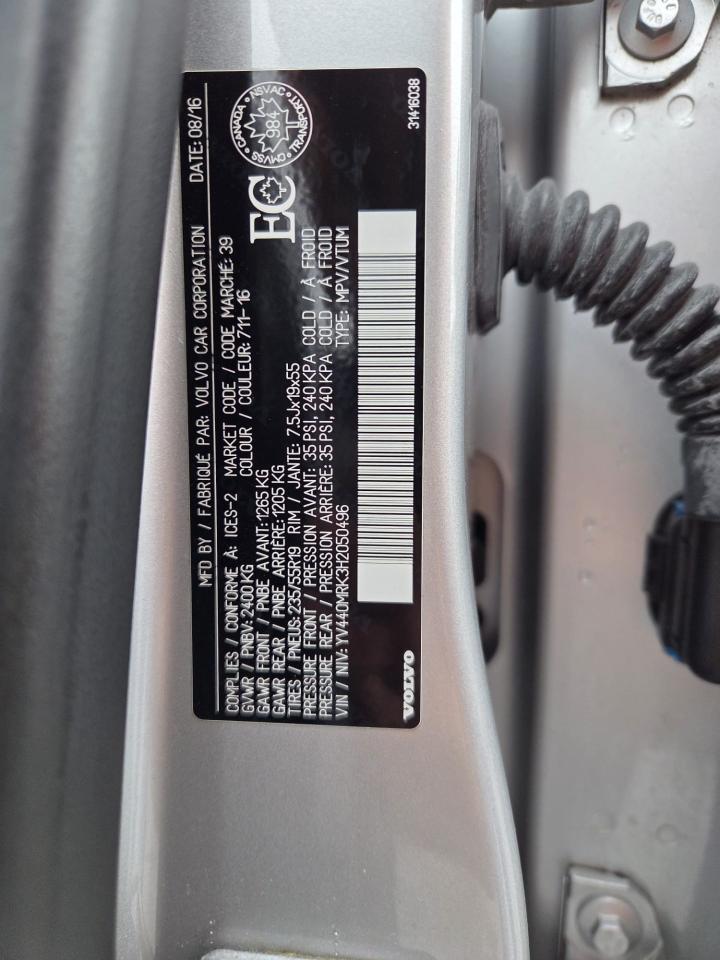 MFD BY / FABRIQUÉ PAR: VOLVO CAR CORPORATION DATE: 08/16
COMPLIES / CONFORME À: ICES-2 MARKET CODE / CODE MARCHÉ: 39
GVWR / PNBV: 2400 KG COLOUR / COULEUR: 711-16
GAWR FRONT / PNBE AVANT: 1265 KG
GAWR REAR / PNBE ARRIÈRE: 1205 KG
TIRES / PNEUS: 235/55R19 RIM / JANTE: 7.5Jx19x55
PRESSURE FRONT / PRESSION AVANT: 35 PSI, 240 KPA COLD / À FROID
PRESSURE REAR / PRESSION ARRIÈRE: 35 PSI, 240 KPA COLD / À FROID
VIN / NIV: YV440MRK3H2050496 TYPE: MPV/VTUM
CANADA NSVAC TRANSPORT CMVSS
984
EC
VOLVO
31416038